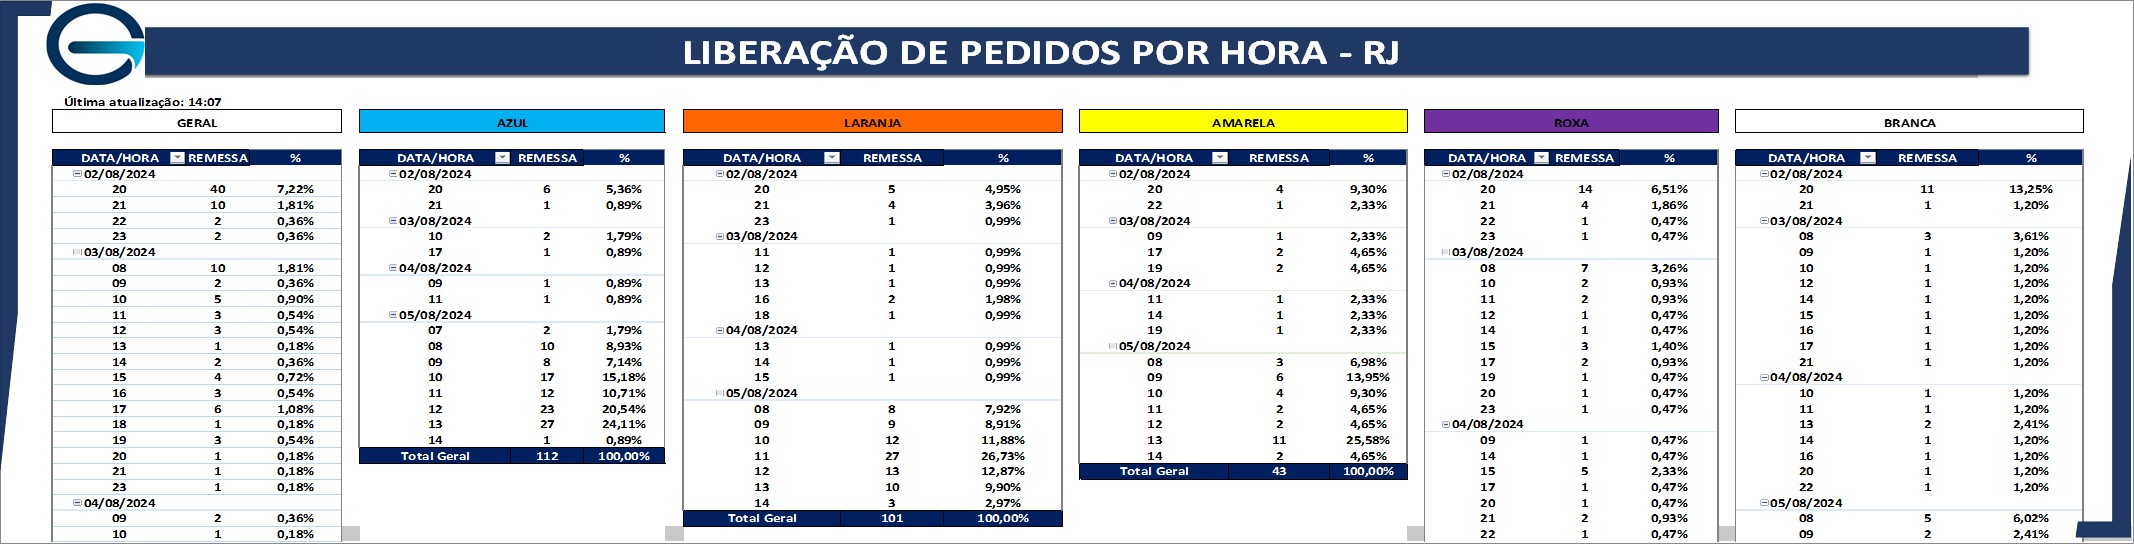 LIBERAÇÃO DE PEDIDOS POR HORA - RJ
Última atualização: 14:07
GERAL
DATA/HORA REMESSA %
02/08/2024
20 40 7,22%
21 10 1,81%
22 2 0,36%
23 2 0,36%
03/08/2024
08 10 1,81%
09 2 0,36%
10 5 0,90%
11 3 0,54%
12 3 0,54%
13 1 0,18%
14 2 0,36%
15 4 0,72%
16 3 0,54%
17 6 1,08%
18 1 0,18%
19 3 0,54%
20 1 0,18%
21 1 0,18%
23 1 0,18%
04/08/2024
09 2 0,36%
10 1 0,18%
AZUL
DATA/HORA REMESSA %
02/08/2024
20 6 5,36%
21 1 0,89%
03/08/2024
10 2 1,79%
17 1 0,89%
04/08/2024
09 1 0,89%
11 1 0,89%
05/08/2024
07 2 1,79%
08 10 8,93%
09 8 7,14%
10 17 15,18%
11 12 10,71%
12 23 20,54%
13 27 24,11%
14 1 0,89%
Total Geral 112 100,00%
LARANJA
DATA/HORA REMESSA %
02/08/2024
20 5 4,95%
21 4 3,96%
23 1 0,99%
03/08/2024
11 1 0,99%
12 1 0,99%
13 1 0,99%
16 2 1,98%
18 1 0,99%
04/08/2024
13 1 0,99%
14 1 0,99%
15 1 0,99%
05/08/2024
08 8 7,92%
09 9 8,91%
10 12 11,88%
11 27 26,73%
12 13 12,87%
13 10 9,90%
14 3 2,97%
Total Geral 101 100,00%
AMARELA
DATA/HORA REMESSA %
02/08/2024
20 4 9,30%
22 1 2,33%
03/08/2024
09 1 2,33%
17 2 4,65%
19 2 4,65%
04/08/2024
11 1 2,33%
14 1 2,33%
19 1 2,33%
05/08/2024
08 3 6,98%
09 6 13,95%
10 4 9,30%
11 2 4,65%
12 2 4,65%
13 11 25,58%
14 2 4,65%
Total Geral 43 100,00%
ROXA
DATA/HORA REMESSA %
02/08/2024
20 14 6,51%
21 4 1,86%
22 1 0,47%
23 1 0,47%
03/08/2024
08 7 3,26%
10 2 0,93%
11 2 0,93%
12 1 0,47%
14 1 0,47%
15 3 1,40%
17 2 0,93%
19 1 0,47%
20 1 0,47%
23 1 0,47%
04/08/2024
09 1 0,47%
14 1 0,47%
15 5 2,33%
17 1 0,47%
20 1 0,47%
21 2 0,93%
22 1 0,47%
BRANCA
DATA/HORA REMESSA %
02/08/2024
20 11 13,25%
21 1 1,20%
03/08/2024
08 3 3,61%
09 1 1,20%
10 1 1,20%
12 1 1,20%
14 1 1,20%
15 1 1,20%
16 1 1,20%
17 1 1,20%
21 1 1,20%
04/08/2024
10 1 1,20%
11 1 1,20%
13 2 2,41%
14 1 1,20%
16 1 1,20%
20 1 1,20%
22 1 1,20%
05/08/2024
08 5 6,02%
09 2 2,41%